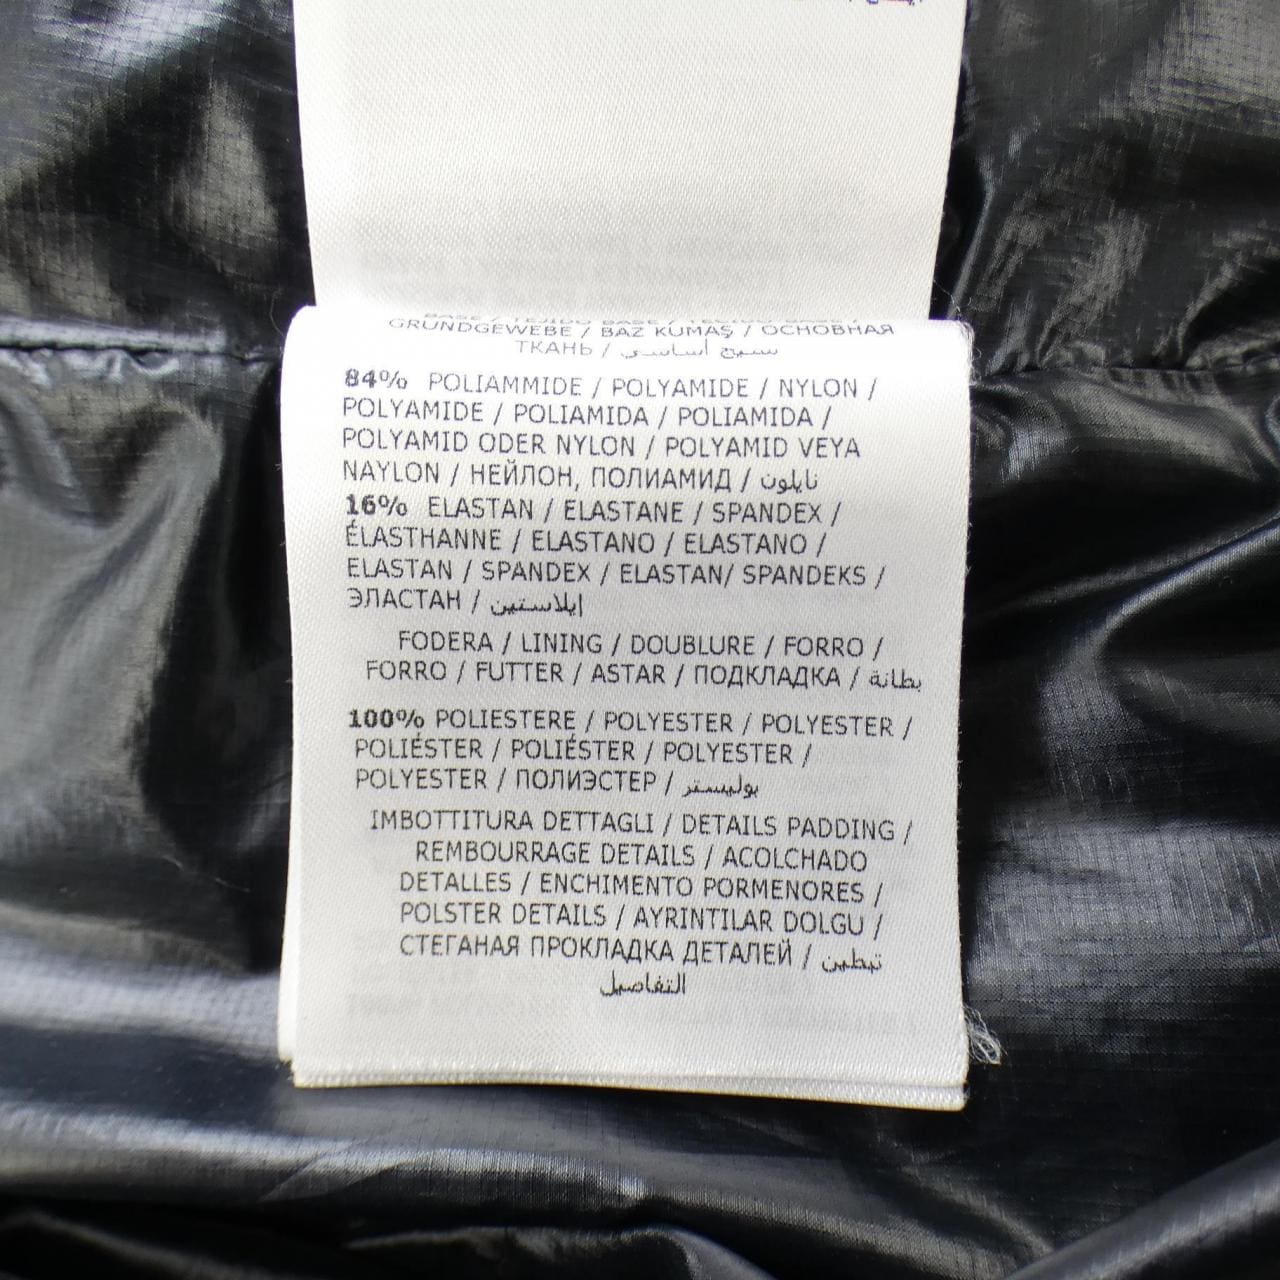 BASE / TEJIDO BASE / TECIDO BASE /
GRUNDGEWEBE / BAZ KUMAŞ / ОСНОВНАЯ
ТКАНЬ / نسيج أساسي
84% POLIAMMIDE / POLYAMIDE / NYLON /
POLYAMIDE / POLIAMIDA / POLIAMIDA /
POLYAMID ODER NYLON / POLYAMID VEYA
NAYLON / НЕЙЛОН, ПОЛИАМИД / نايلون
16% ELASTAN / ELASTANE / SPANDEX /
ÉLASTHANNE / ELASTANO / ELASTANO /
ELASTAN / SPANDEX / ELASTAN/ SPANDEKS /
ЭЛАСТАН / إيلاستين
FODERA / LINING / DOUBLURE / FORRO /
FORRO / FUTTER / ASTAR / ПОДКЛАДКА / بطانة
100% POLIESTERE / POLYESTER / POLYESTER /
POLIÉSTER / POLIÉSTER / POLYESTER /
POLYESTER / ПОЛИЭСТЕР / بوليستر
IMBOTTITURA DETTAGLI / DETAILS PADDING /
REMBOURRAGE DETAILS / ACOLCHADO
DETALLES / ENCHIMENTO PORMENORES /
POLSTER DETAILS / AYRINTILAR DOLGU /
СТЕГАНАЯ ПРОКЛАДКА ДЕТАЛЕЙ / تبطين
التفاصيل